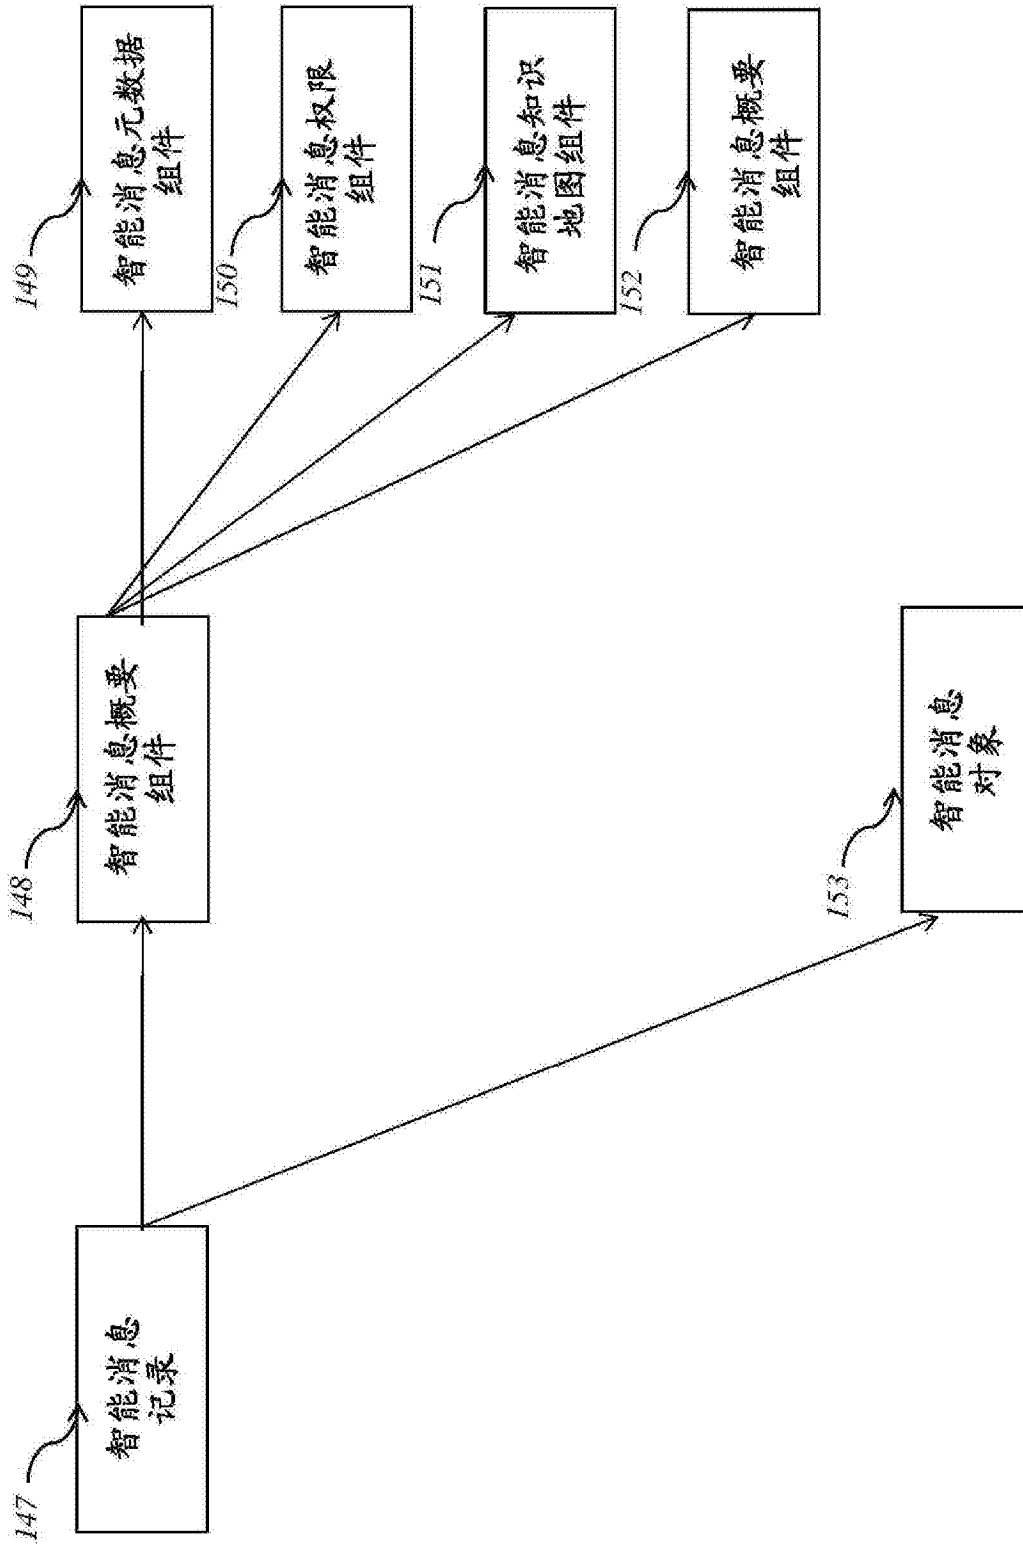 147
智能消息
记录
148
智能消息概要
组件
149
智能消息元数据
组件
150
智能消息权限
组件
151
智能消息知识
地图组件
152
智能消息概要
组件
153
智能消息
对象